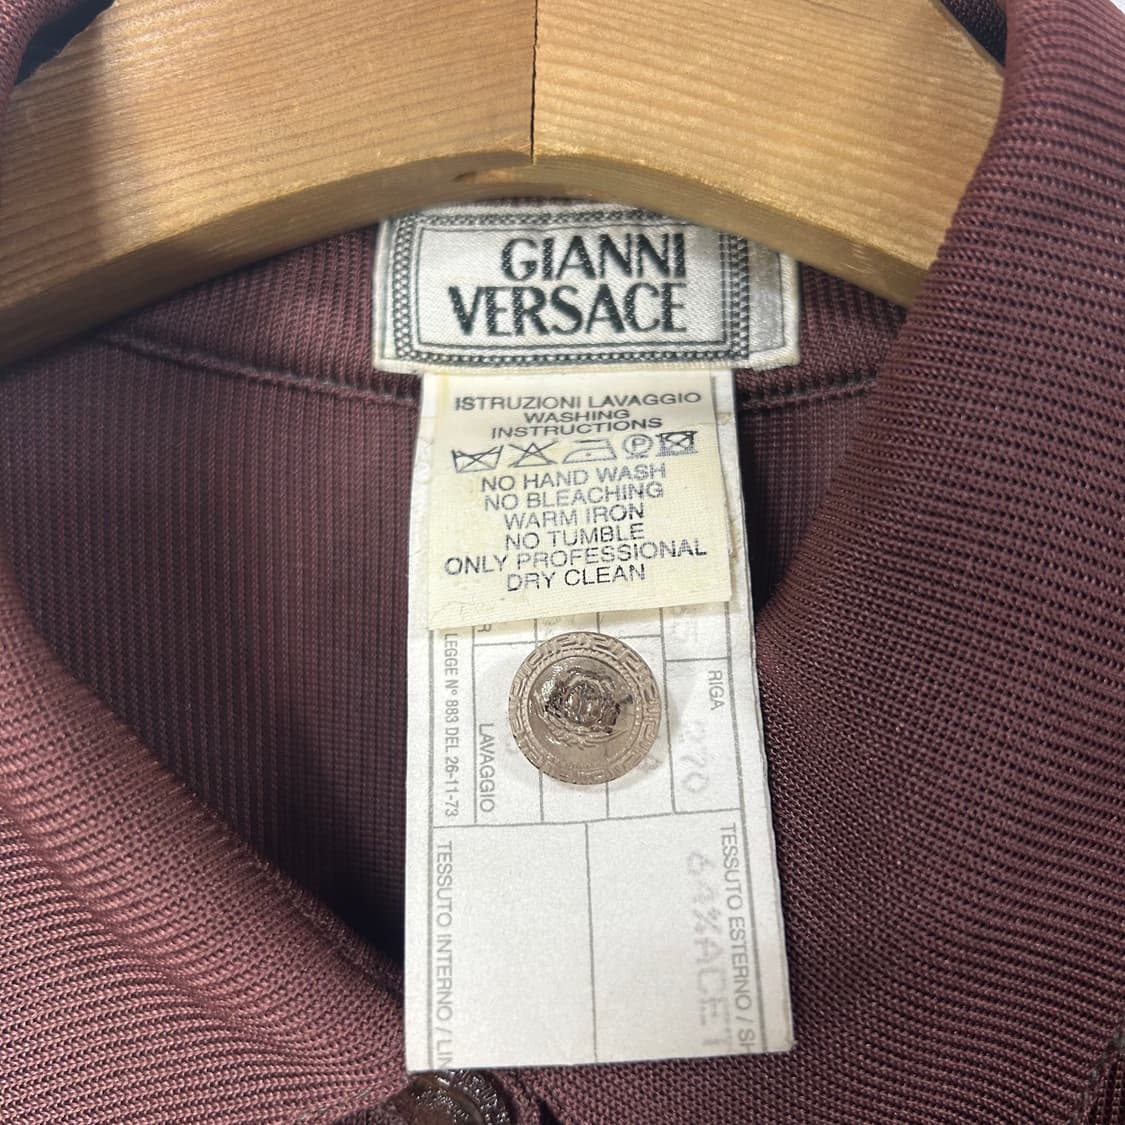 GIANNI
VERSACE
ISTRUZIONI LAVAGGIO
WASHING
INSTRUCTIONS
P
NO HAND WASH
NO BLEACHING
WARM IRON
NO TUMBLE
ONLY PROFESSIONAL
DRY CLEAN
LEGGE N° 883 DEL 26-11-73
LAVAGGIO
RIGA
TESSUTO INTERNO /
TESSUTO ESTERNO /